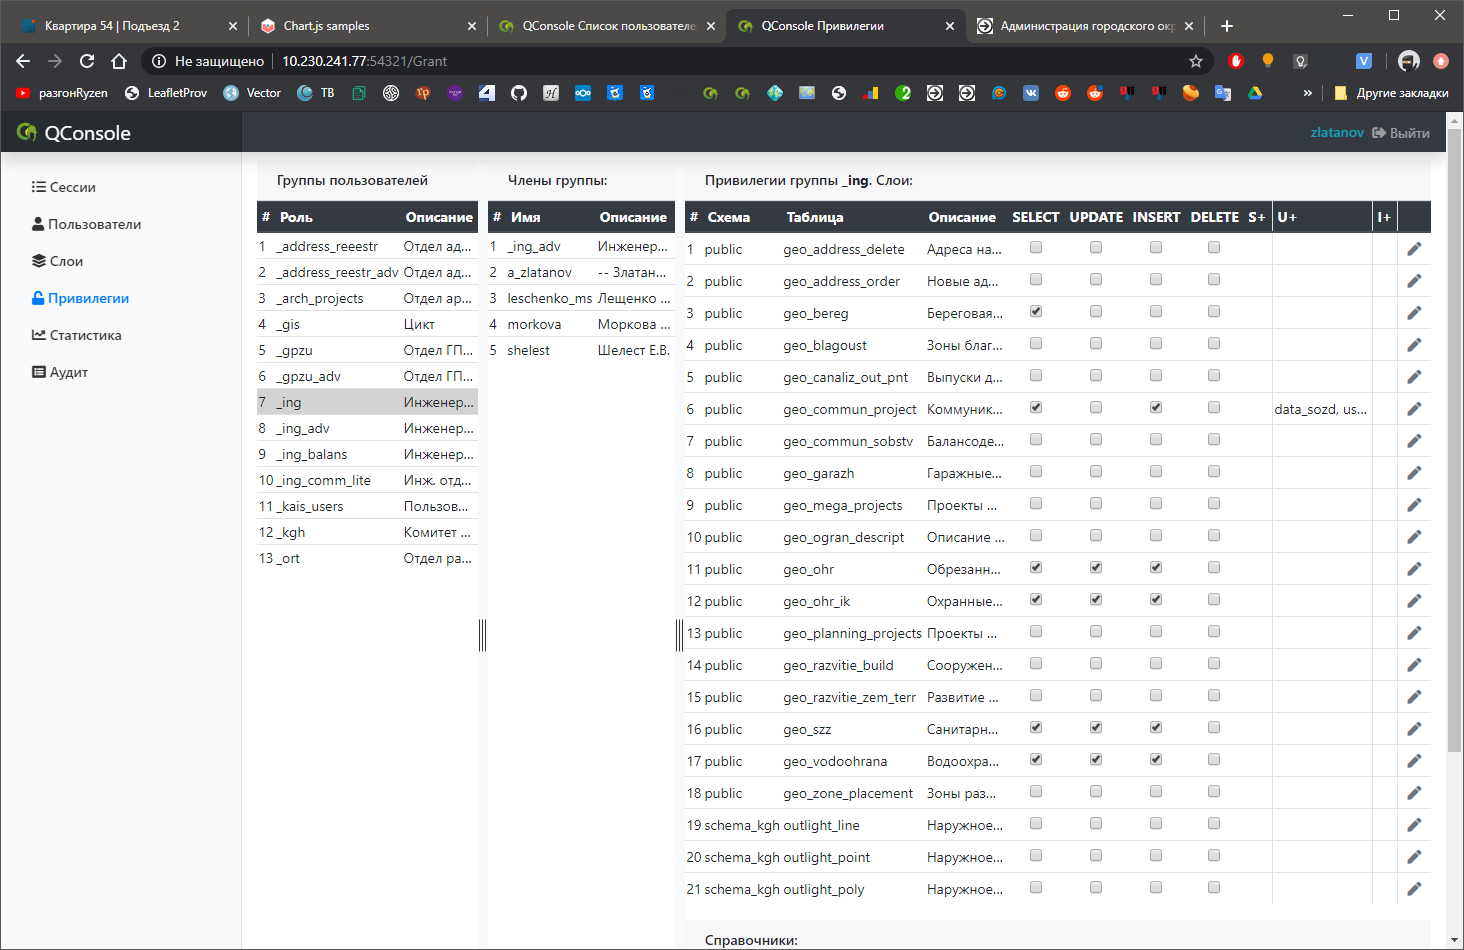 Квартира 54 | Подъезд 2
Chart.js samples
QConsole Список пользователе
QConsole Привилегии
Администрация городского окр
Не защищено
10.230.241.77:54321/Grant
разгонRyzen
LeafletProv
Vector
ТВ
Другие закладки
QConsole
zlatanov Выйти
Сессии
Пользователи
Слои
Привилегии
Статистика
Аудит
Группы пользователей
# Роль Описание
1 _address_reeestr Отдел ад...
2 _address_reestr_adv Отдел ад...
3 _arch_projects Отдел ар...
4 _gis Цикт
5 _gpzu Отдел ГП...
6 _gpzu_adv Отдел ГП...
7 _ing Инженер...
8 _ing_adv Инженер...
9 _ing_balans Инженер...
10 _ing_comm_lite Инж. отд...
11 _kais_users Пользов...
12 _kgh Комитет ...
13 _ort Отдел ра...
Члены группы:
# Имя Описание
1 _ing_adv Инженер...
2 a_zlatanov -- Златан...
3 leschenko_ms Лещенко ...
4 morkova Моркова ...
5 shelest Шелест Е.В.
Привилегии группы _ing. Слои:
# Схема Таблица Описание SELECT UPDATE INSERT DELETE S+ U+ I+
1 public geo_address_delete Адреса на...
2 public geo_address_order Новые ад...
3 public geo_bereg Береговая...
4 public geo_blagoust Зоны благ...
5 public geo_canaliz_out_pnt Выпуски д...
6 public geo_commun_project Коммуник... data_sozd, us...
7 public geo_commun_sobstv Балансоде...
8 public geo_garazh Гаражные...
9 public geo_mega_projects Проекты ...
10 public geo_ogran_descript Описание ...
11 public geo_ohr Обрезанн...
12 public geo_ohr_ik Охранные...
13 public geo_planning_projects Проекты ...
14 public geo_razvitie_build Сооружен...
15 public geo_razvitie_zem_terr Развитие ...
16 public geo_szz Санитарн...
17 public geo_vodoohrana Водоохра...
18 public geo_zone_placement Зоны раз...
19 schema_kgh outlight_line Наружное...
20 schema_kgh outlight_point Наружное...
21 schema_kgh outlight_poly Наружное...
Справочники: